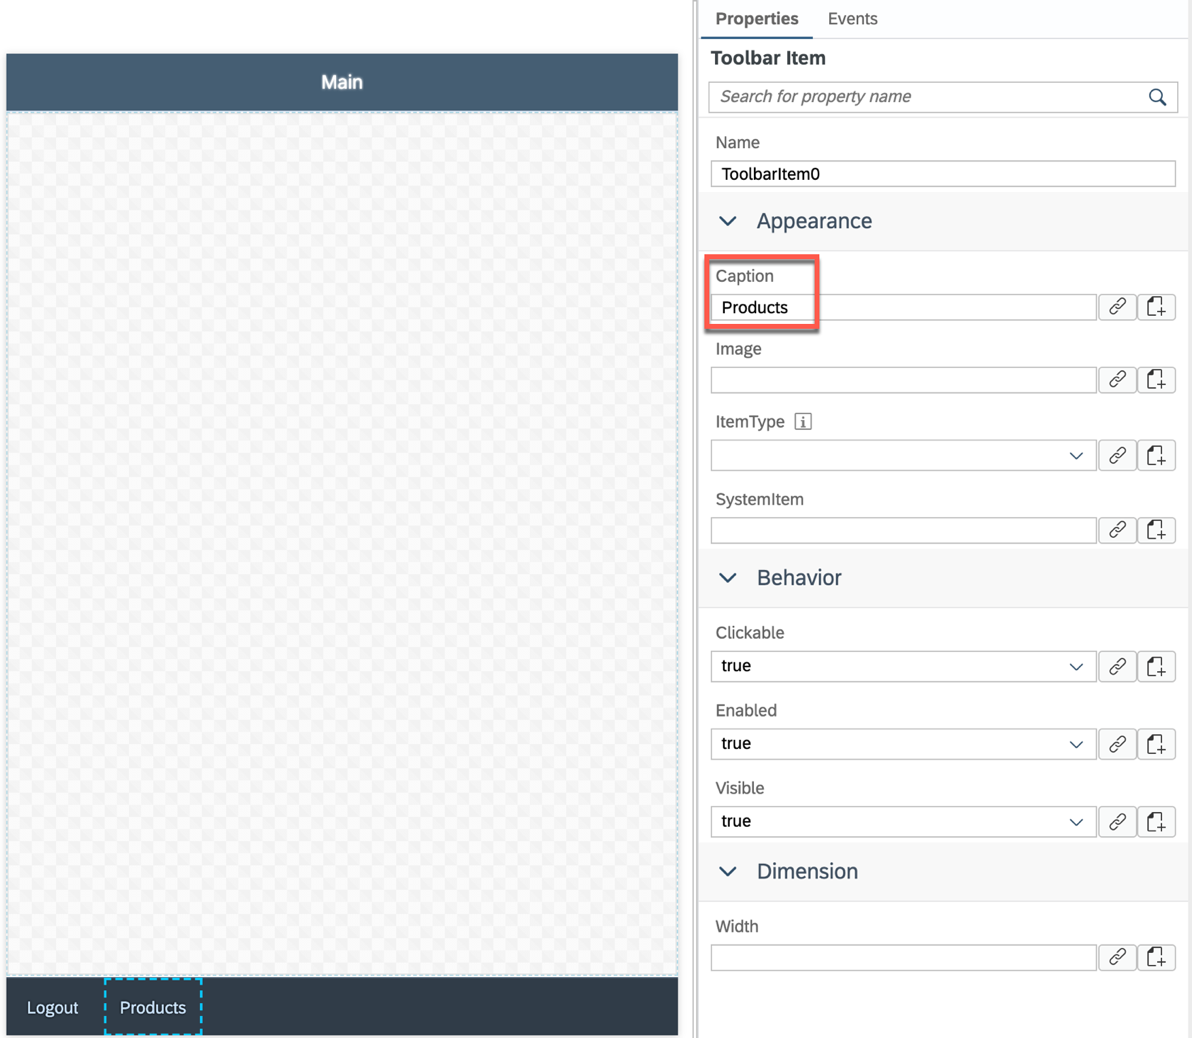 Main
Logout
Products
Properties
Events
Toolbar Item
Search for property name
Name
ToolbarItem0
Appearance
Caption
Products
Image
ItemType
SystemItem
Behavior
Clickable
true
Enabled
true
Visible
true
Dimension
Width